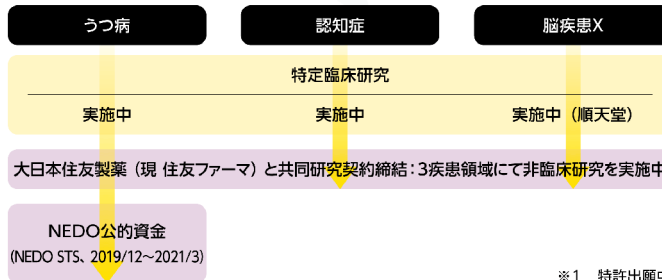 うつ病
認知症
脳疾患X
特定臨床研究
実施中
実施中
実施中（順天堂）
大日本住友製薬（現 住友ファーマ）と共同研究契約締結：3疾患領域にて非臨床研究を実施中
NEDO公的資金
(NEDO STS、2019/12～2021/3)
※1　特許出願中